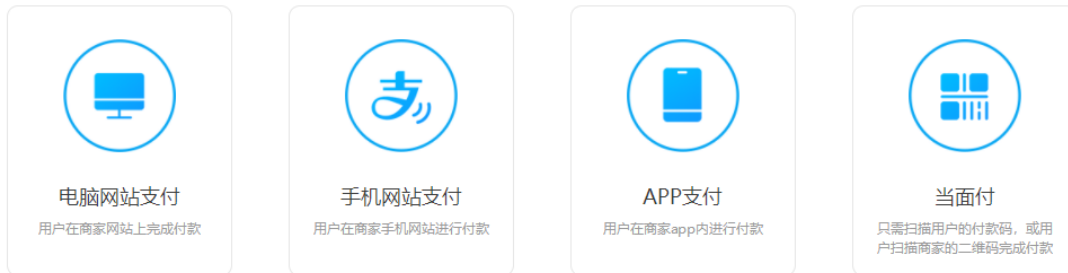 电脑网站支付
用户在商家网站上完成付款
手机网站支付
用户在商家手机网站进行付款
APP支付
用户在商家app内进行付款
当面付
只需扫描用户的付款码，或用
户扫描商家的二维码完成付款